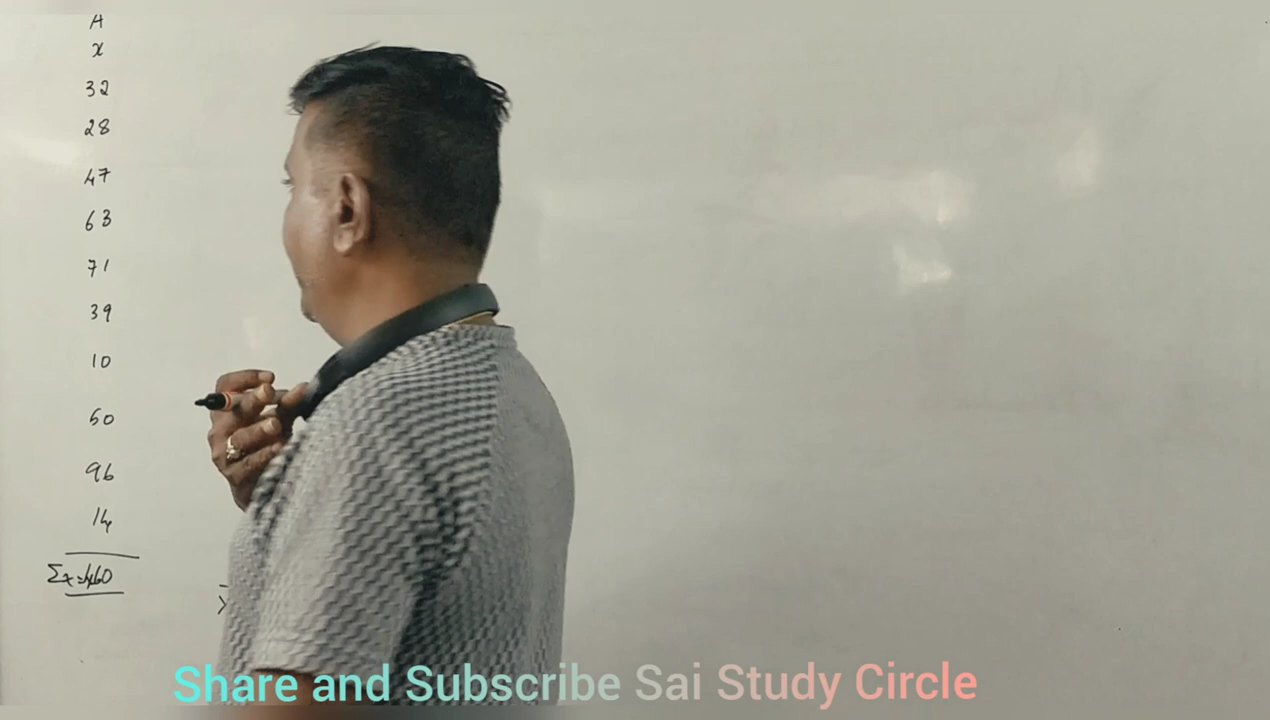 A
x
32
28
47
63
71
39
10
60
96
14
Σx=460
Share and Subscribe Sai Study Circle